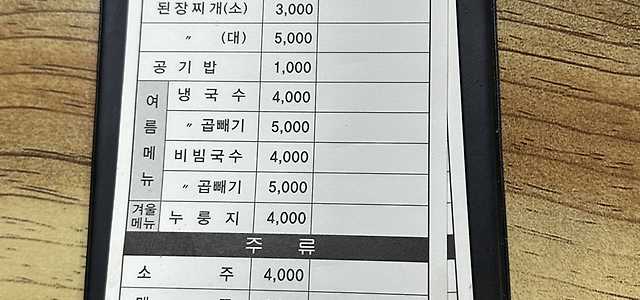 된장찌개(소) 3,000
〃 (대) 5,000
공기밥 1,000
여름메뉴
냉국수 4,000
〃 곱빼기 5,000
비빔국수 4,000
〃 곱빼기 5,000
겨울메뉴 누룽지 4,000
주류
소주 4,000